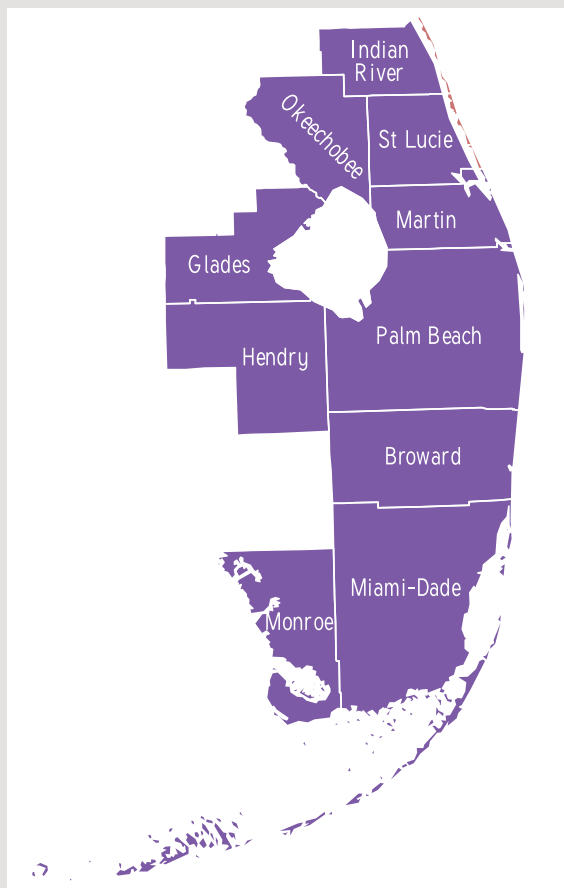 Indian
River
Okeechobee
St Lucie
Martin
Glades
Palm Beach
Hendry
Broward
Miami-Dade
Monroe